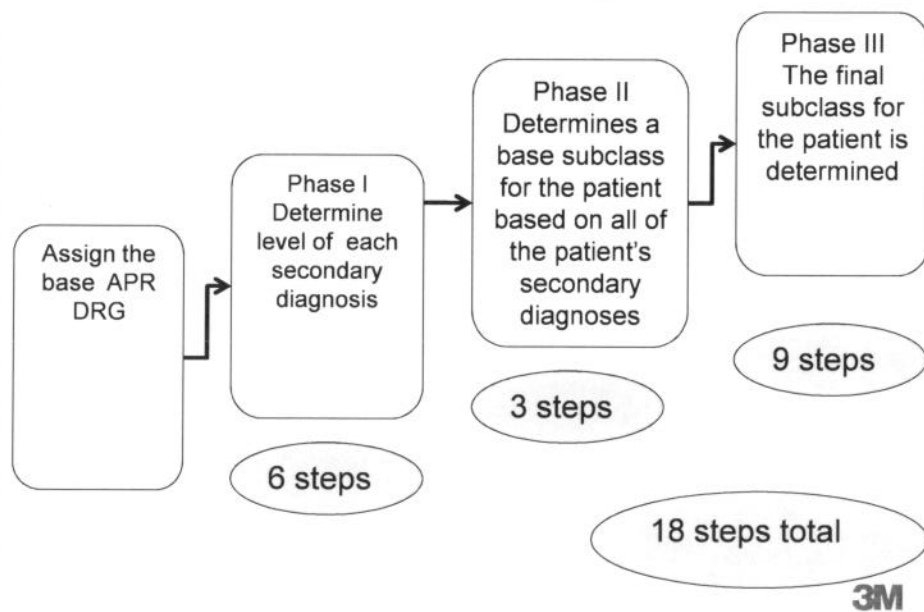 Assign the
base APR
DRG
Phase I
Determine
level of each
secondary
diagnosis
6 steps
Phase II
Determines a
base subclass
for the patient
based on all of
the patient's
secondary
diagnoses
3 steps
Phase III
The final
subclass for
the patient is
determined
9 steps
18 steps total
3M